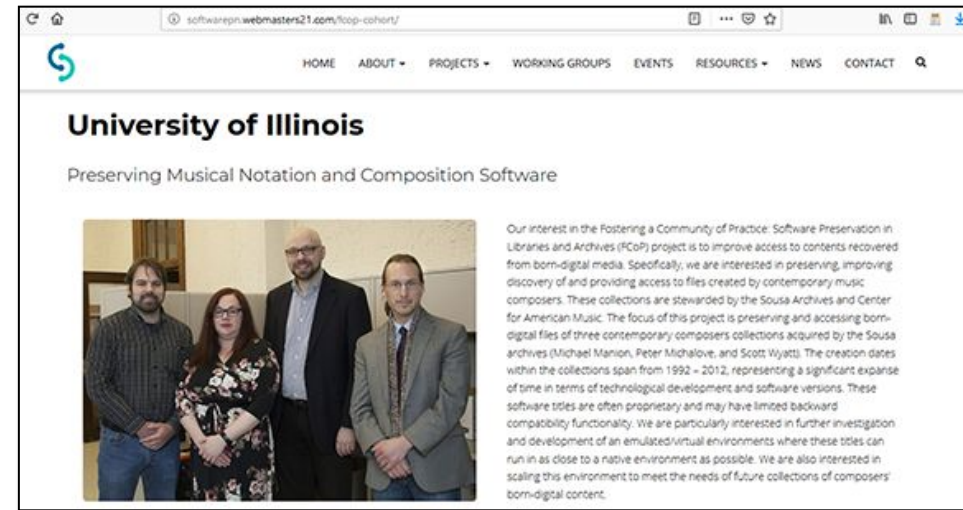 softwarepn.webmasters21.com/fcop-cohort/
HOME ABOUT PROJECTS WORKING GROUPS EVENTS RESOURCES NEWS CONTACT
University of Illinois
Preserving Musical Notation and Composition Software
Our interest in the Fostering a Community of Practice: Software Preservation in
Libraries and Archives (FCoP) project is to improve access to contents recovered
from born-digital media. Specifically, we are interested in preserving, improving
discovery of and providing access to files created by contemporary music
composers. These collections are stewarded by the Sousa Archives and Center
for American Music. The focus of this project is preserving and accessing born-
digital files of three contemporary composers collections acquired by the Sousa
archives (Michael Manion, Peter Michalove, and Scott Wyatt). The creation dates
within the collections span from 1992 – 2012, representing a significant expanse
of time in terms of technological development and software versions. These
software titles are often proprietary and may have limited backward
compatibility functionality. We are particularly interested in further investigation
and development of an emulated/virtual environments where these titles can
run in as close to a native environment as possible. We are also interested in
scaling this environment to meet the needs of future collections of composers'
born-digital content.